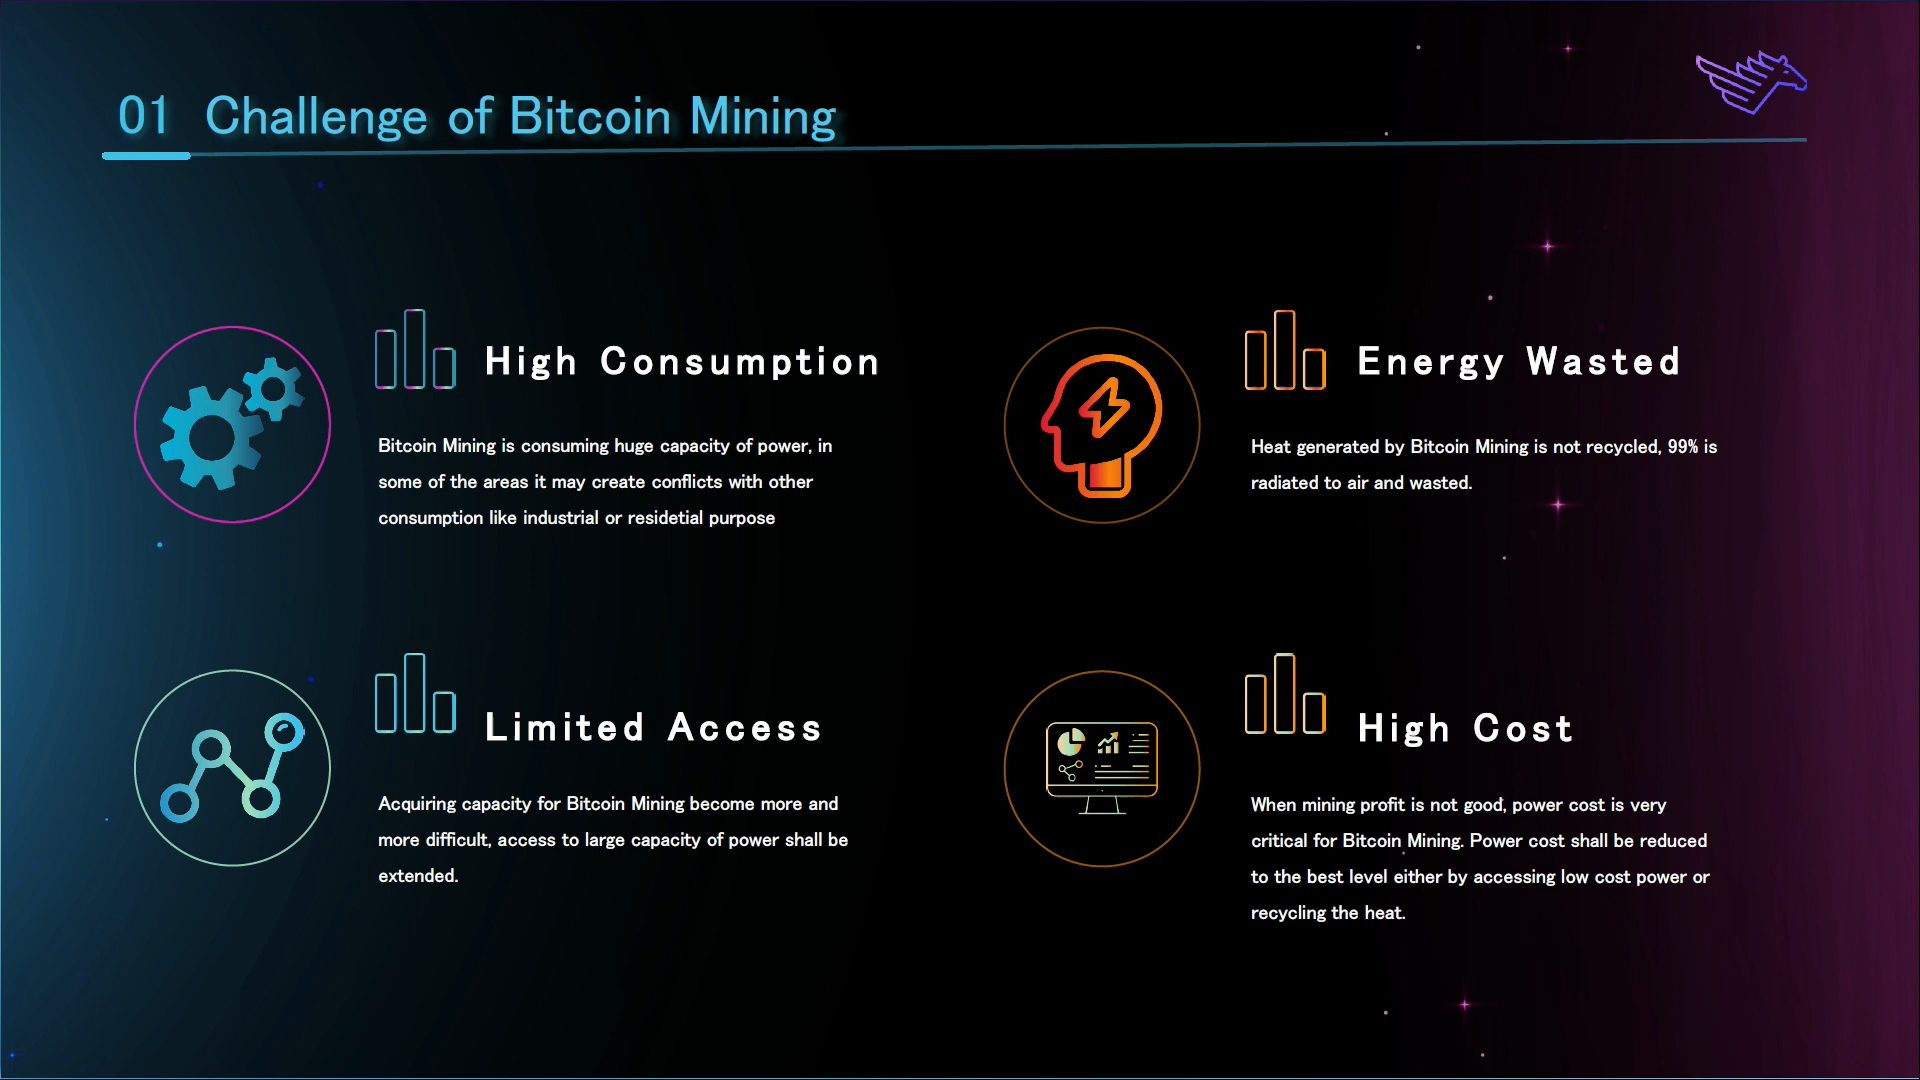 01 Challenge of Bitcoin Mining
High Consumption
Bitcoin Mining is consuming huge capacity of power, in
some of the areas it may create conflicts with other
consumption like industrial or residetial purpose
Energy Wasted
Heat generated by Bitcoin Mining is not recycled, 99% is
radiated to air and wasted.
Limited Access
Acquiring capacity for Bitcoin Mining become more and
more difficult, access to large capacity of power shall be
extended.
High Cost
When mining profit is not good, power cost is very
critical for Bitcoin Mining. Power cost shall be reduced
to the best level either by accessing low cost power or
recycling the heat.